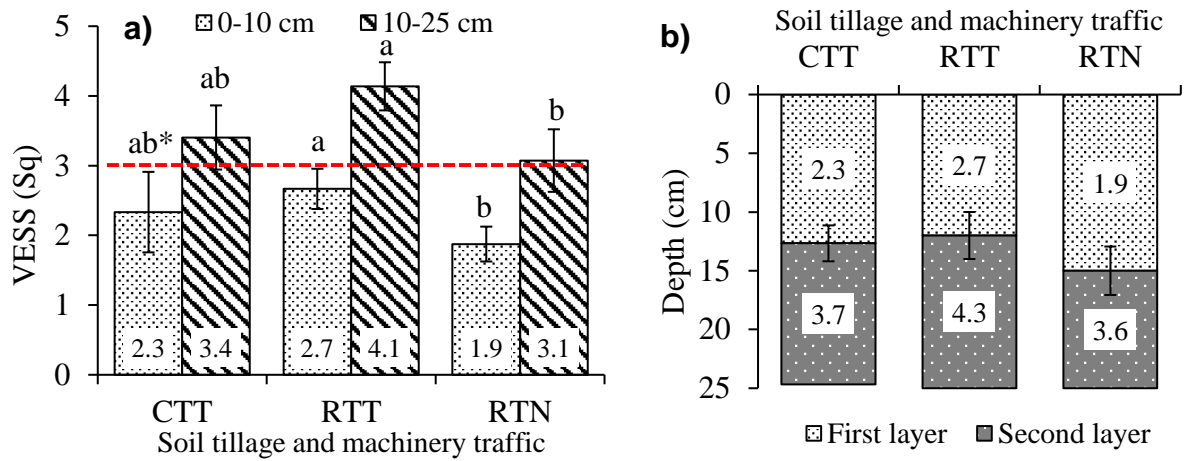 a)
0-10 cm
10-25 cm
VESS (Sq)
5
4
3
2
1
0
ab*
ab
a
a
b
b
2.3
3.4
2.7
4.1
1.9
3.1
CTT
RTT
RTN
Soil tillage and machinery traffic
b)
Soil tillage and machinery traffic
CTT
RTT
RTN
Depth (cm)
0
5
10
15
20
25
2.3
2.7
1.9
3.7
4.3
3.6
First layer
Second layer